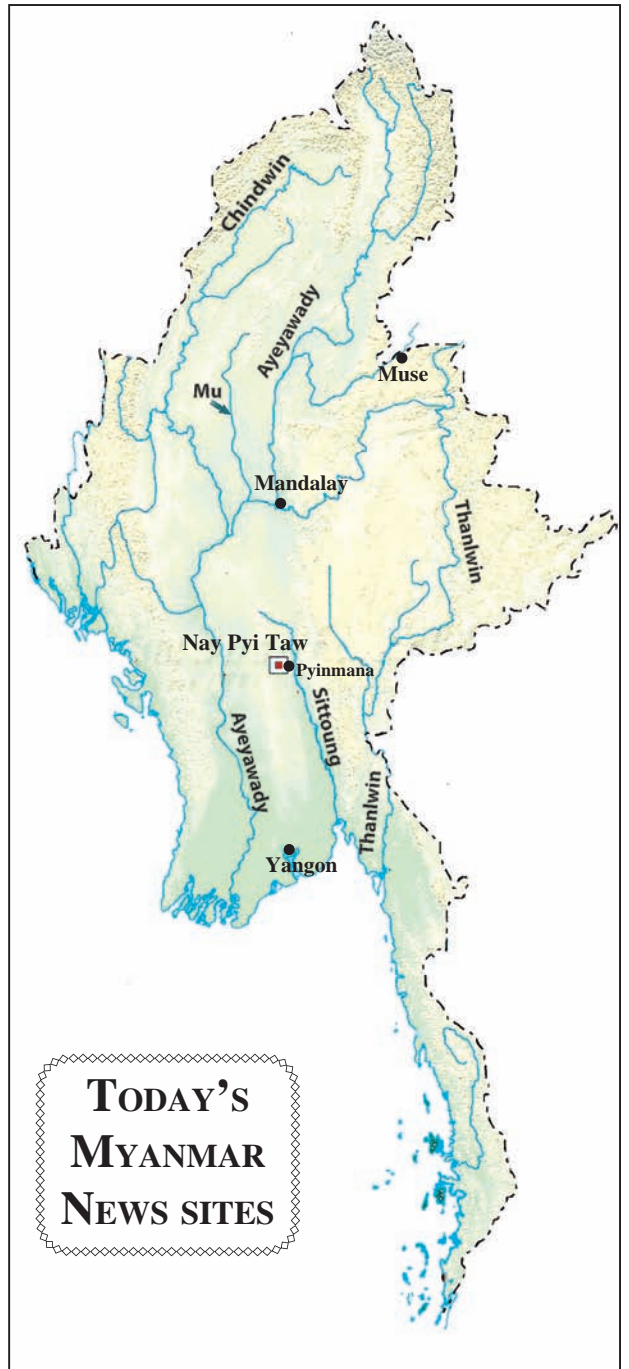 Chindwin
Ayeyawady
Muse
Mu
Mandalay
Thanlwin
Nay Pyi Taw
Pyinmana
Sittoung
Ayeyawady
Thanlwin
Yangon
TODAY'S
MYANMAR
NEWS SITES